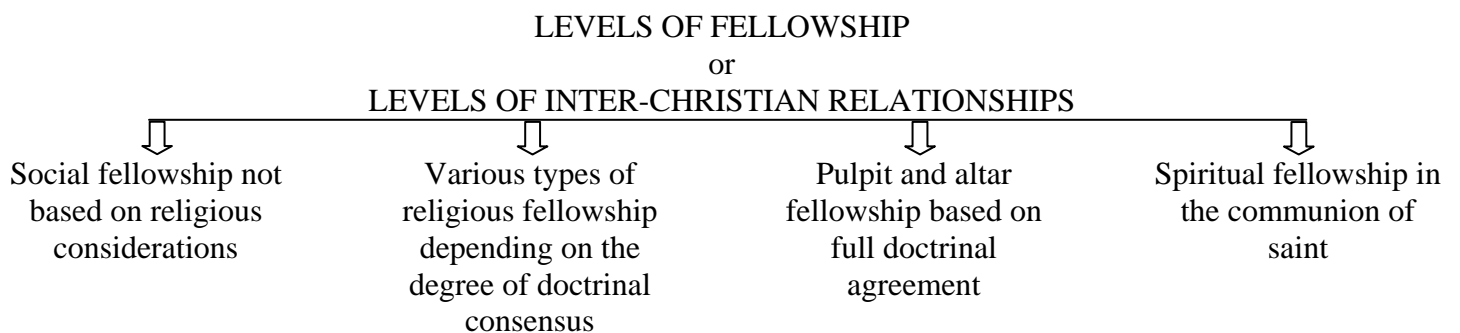 LEVELS OF FELLOWSHIP
or
LEVELS OF INTER-CHRISTIAN RELATIONSHIPS
Social fellowship not
based on religious
considerations
Various types of
religious fellowship
depending on the
degree of doctrinal
consensus
Pulpit and altar
fellowship based on
full doctrinal
agreement
Spiritual fellowship in
the communion of
saint